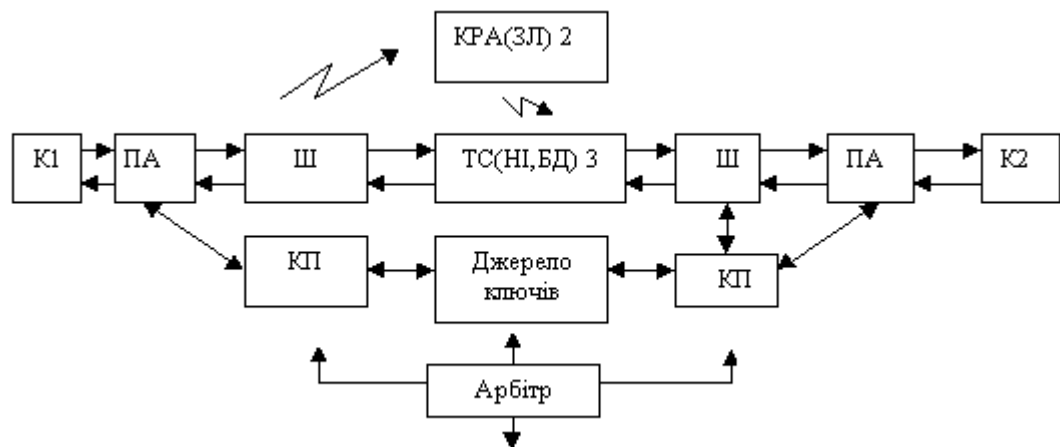 КРА(ЗЛ) 2
К1
ПА
Ш
ТС(НІ,БД) 3
Ш
ПА
К2
КП
Джерело
ключів
КП
Арбітр